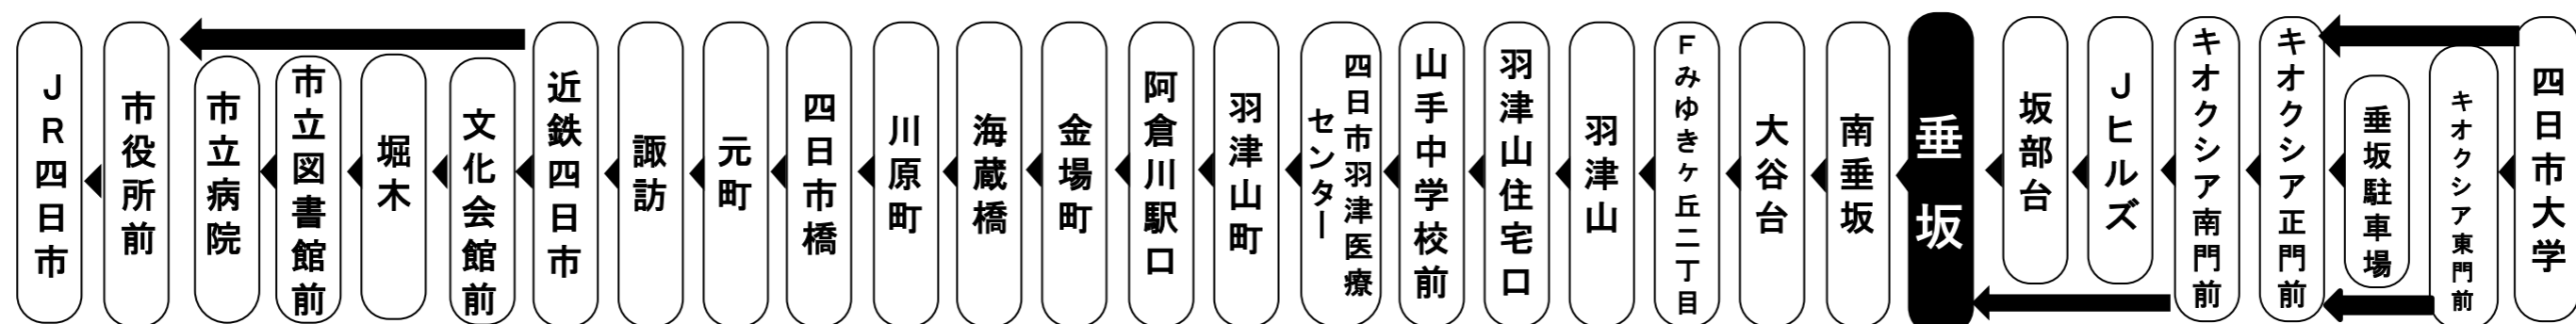 ＪＲ四日市
市役所前
市立病院
市立図書館前
堀木
文化会館前
近鉄四日市
諏訪
元町
四日市橋
川原町
海蔵橋
金場町
阿倉川駅口
羽津山町
四日市羽津医療
センター
山手中学校前
羽津山住宅口
羽津山
Ｆみゆきヶ丘二丁目
大谷台
南垂坂
垂坂
坂部台
Ｊヒルズ
キオクシア南門前
キオクシア正門前
垂坂駐車場
キオクシア東門前
四日市大学